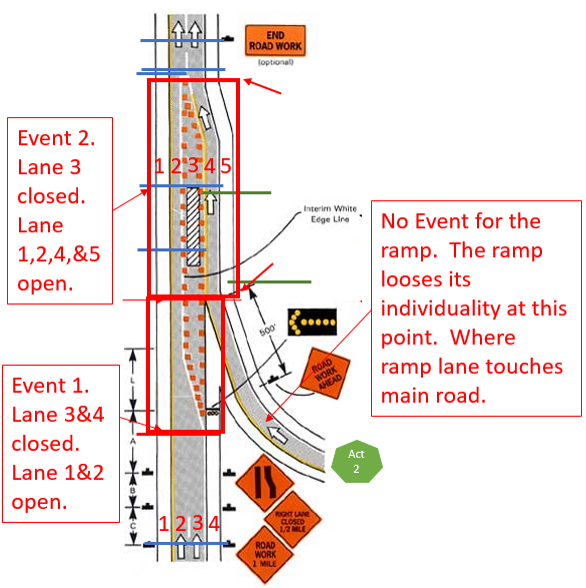 END
ROAD WORK
(optional)
Event 2.
Lane 3
closed.
Lane
1,2,4,&5
open.
1 2 3 4 5
Interim White
Edge Line
No Event for the
ramp. The ramp
looses its
individuality at this
point. Where
ramp lane touches
main road.
500'
ROAD
WORK
AHEAD
L
Event 1.
Lane 3&4
closed.
Lane 1&2
open.
A
B
C
Act
2
1 2 3 4
RIGHT LANE
CLOSED
1/2 MILE
ROAD
WORK
1 MILE